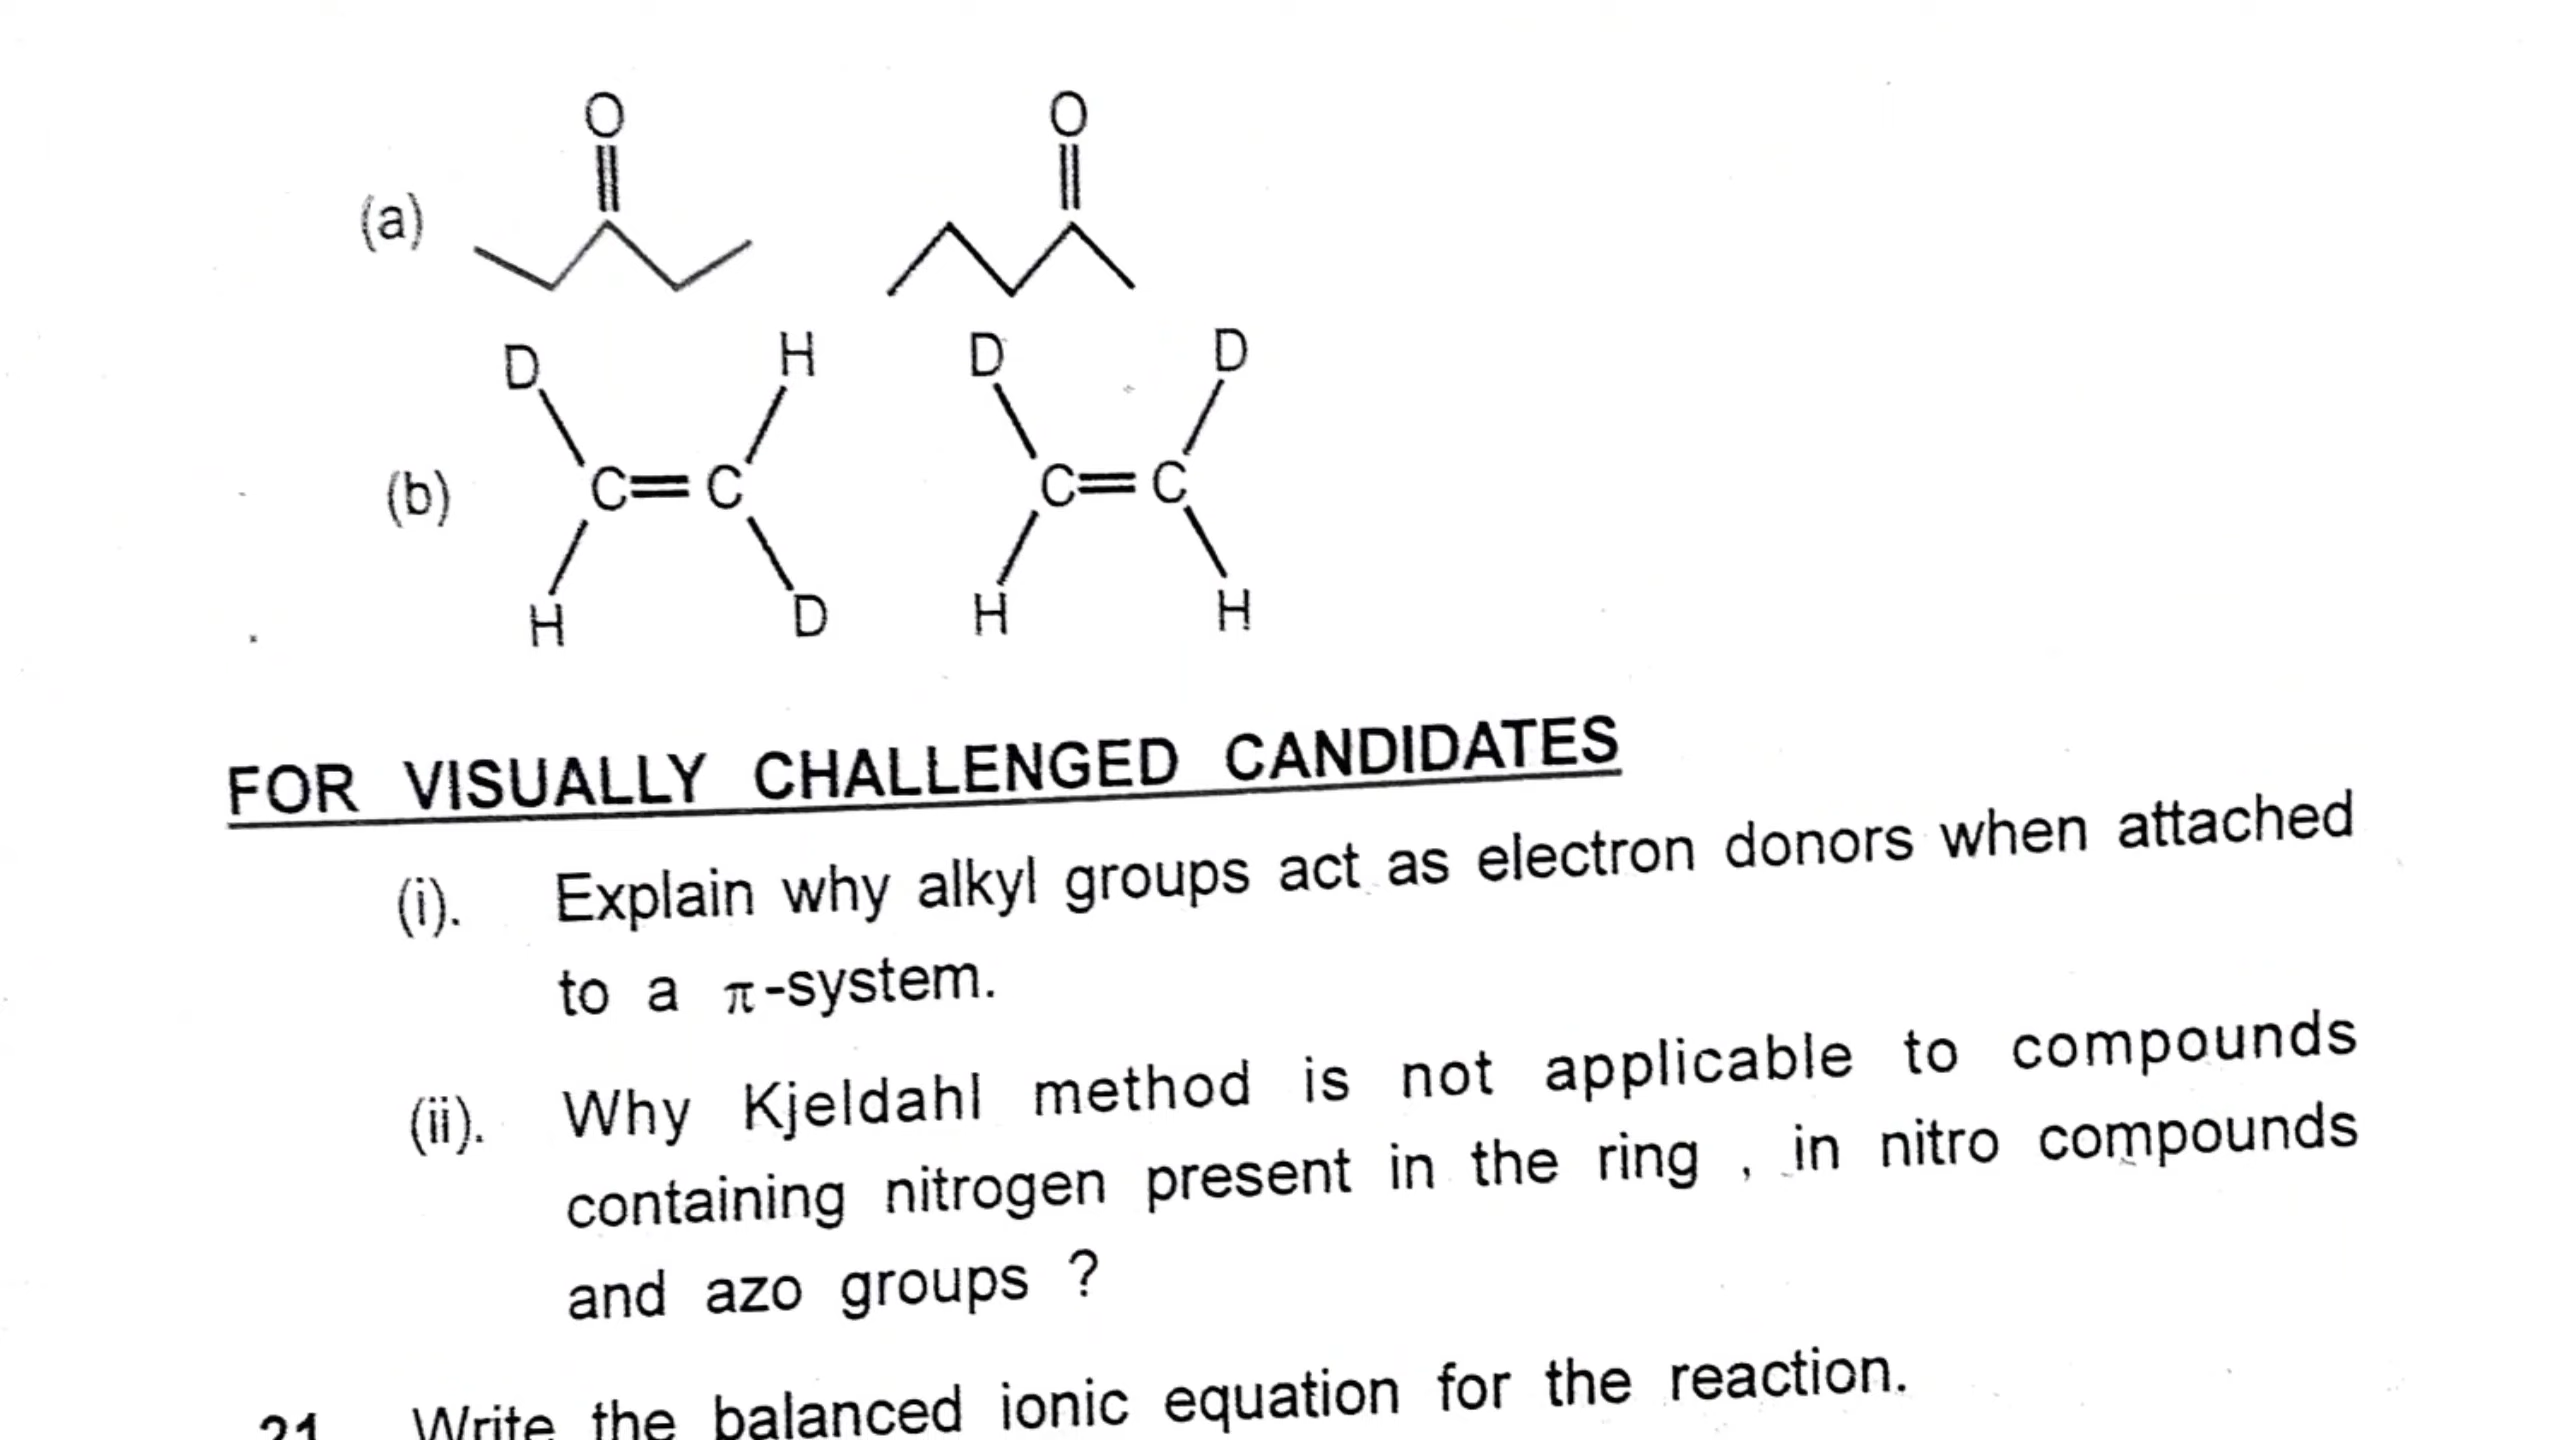 O O
(a)
D H D D
(b) C=C C=C
H D H H
FOR VISUALLY CHALLENGED CANDIDATES
(i). Explain why alkyl groups act as electron donors when attached
to a π-system.
(ii). Why Kjeldahl method is not applicable to compounds
containing nitrogen present in the ring , in nitro compounds
and azo groups ?
21 Write the balanced ionic equation for the reaction.